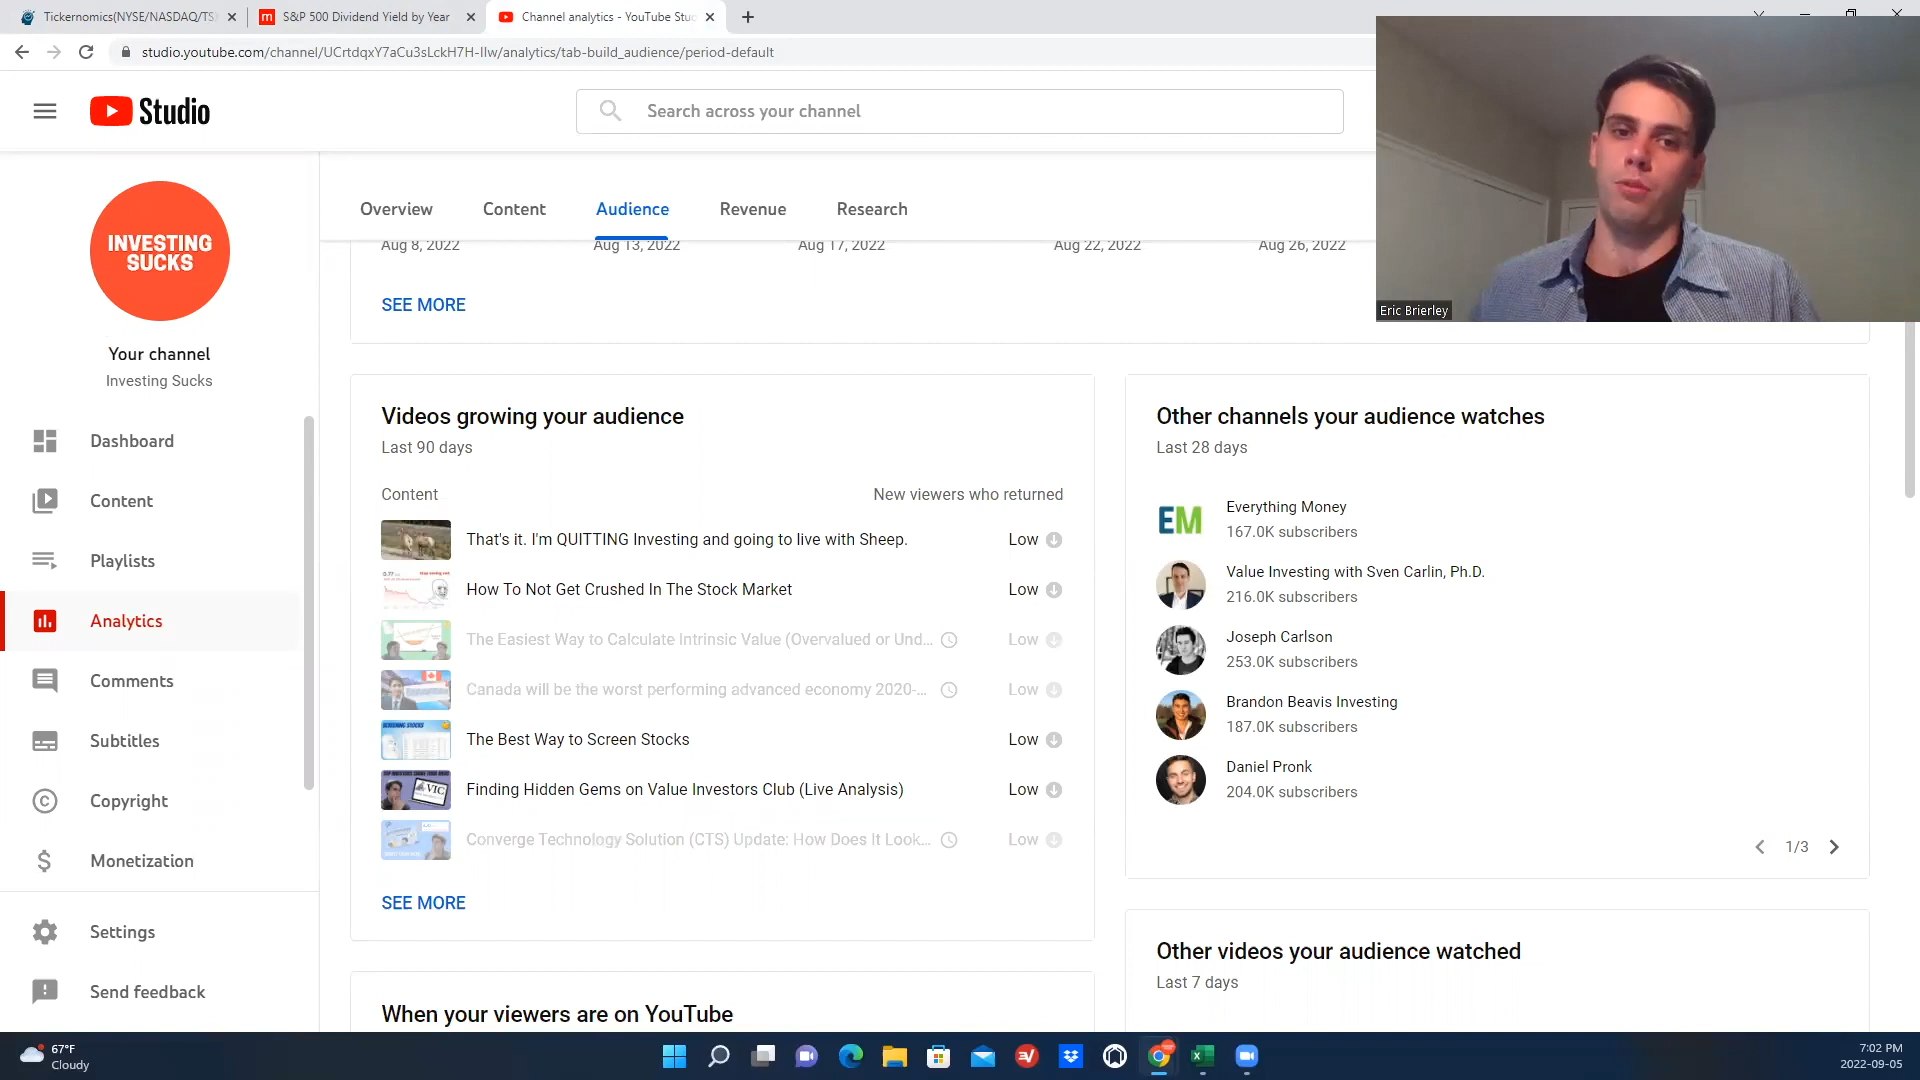 Tickernomics(NYSE/NASDAQ/TS
S&P 500 Dividend Yield by Year
Channel analytics - YouTube Stu
studio.youtube.com/channel/UCrtdqxY7aCu3sLckH7H-Ilw/analytics/tab-build_audience/period-default
Studio
Search across your channel
INVESTING
SUCKS
Your channel
Investing Sucks
Dashboard
Content
Playlists
Analytics
Comments
Subtitles
Copyright
Monetization
Settings
Send feedback
Overview
Content
Audience
Revenue
Research
Aug 8, 2022
Aug 13, 2022
Aug 17, 2022
Aug 22, 2022
Aug 26, 2022
SEE MORE
Eric Brierley
Videos growing your audience
Last 90 days
Content
New viewers who returned
That's it. I'm QUITTING Investing and going to live with Sheep.
Low
How To Not Get Crushed In The Stock Market
Low
The Easiest Way to Calculate Intrinsic Value (Overvalued or Und...
Low
Canada will be the worst performing advanced economy 2020-...
Low
The Best Way to Screen Stocks
Low
Finding Hidden Gems on Value Investors Club (Live Analysis)
Low
Converge Technology Solution (CTS) Update: How Does It Look...
Low
SEE MORE
When your viewers are on YouTube
Other channels your audience watches
Last 28 days
EM
Everything Money
167.0K subscribers
Value Investing with Sven Carlin, Ph.D.
216.0K subscribers
Joseph Carlson
253.0K subscribers
Brandon Beavis Investing
187.0K subscribers
Daniel Pronk
204.0K subscribers
1/3
Other videos your audience watched
Last 7 days
67°F
Cloudy
7:02 PM
2022-09-05